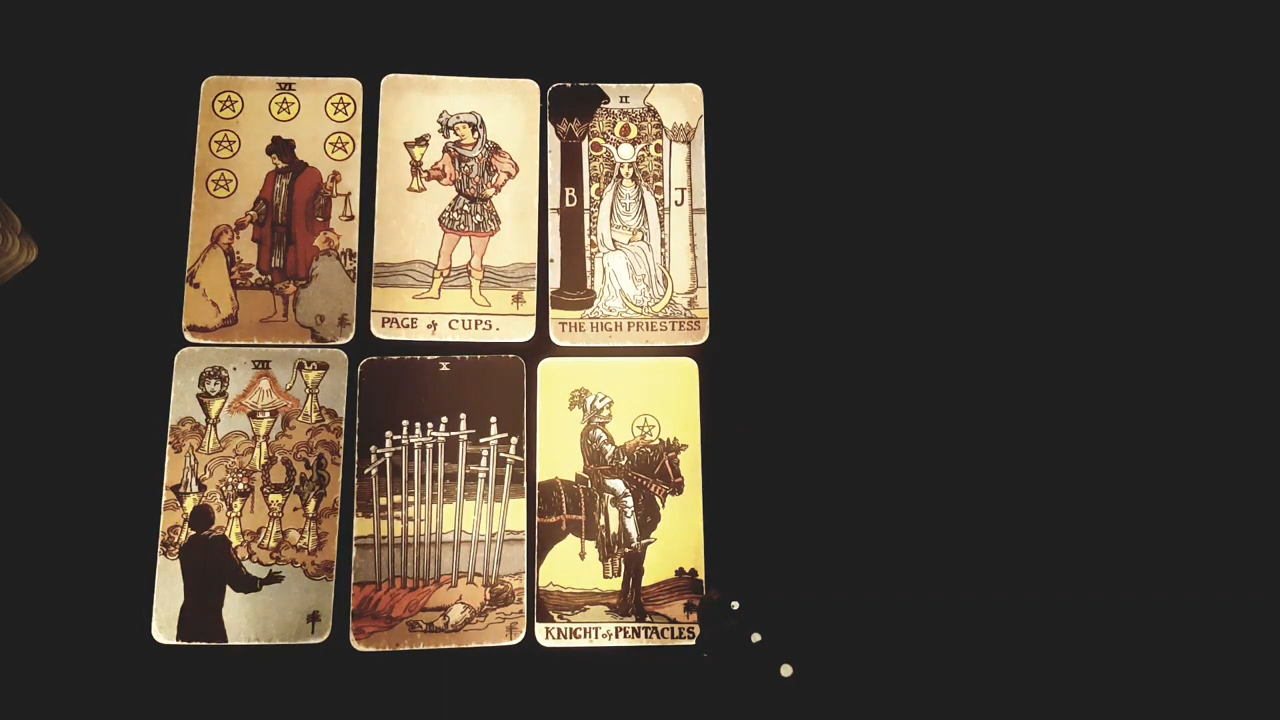 VI
PAGE of CUPS.
II
B J
THE HIGH PRIESTESS
VII
X
KNIGHT of PENTACLES